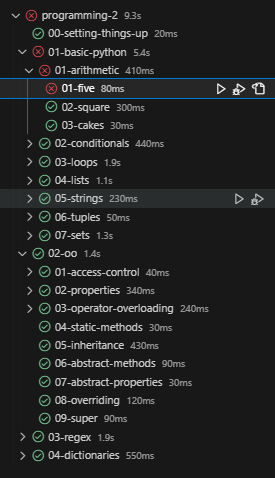 programming-2 9.3s
00-setting-things-up 20ms
01-basic-python 5.4s
01-arithmetic 410ms
01-five 80ms
02-square 300ms
03-cakes 30ms
02-conditionals 440ms
03-loops 1.9s
04-lists 1.1s
05-strings 230ms
06-tuples 50ms
07-sets 1.3s
02-oo 1.4s
01-access-control 40ms
02-properties 340ms
03-operator-overloading 240ms
04-static-methods 30ms
05-inheritance 430ms
06-abstract-methods 90ms
07-abstract-properties 30ms
08-overriding 120ms
09-super 90ms
03-regex 1.9s
04-dictionaries 550ms